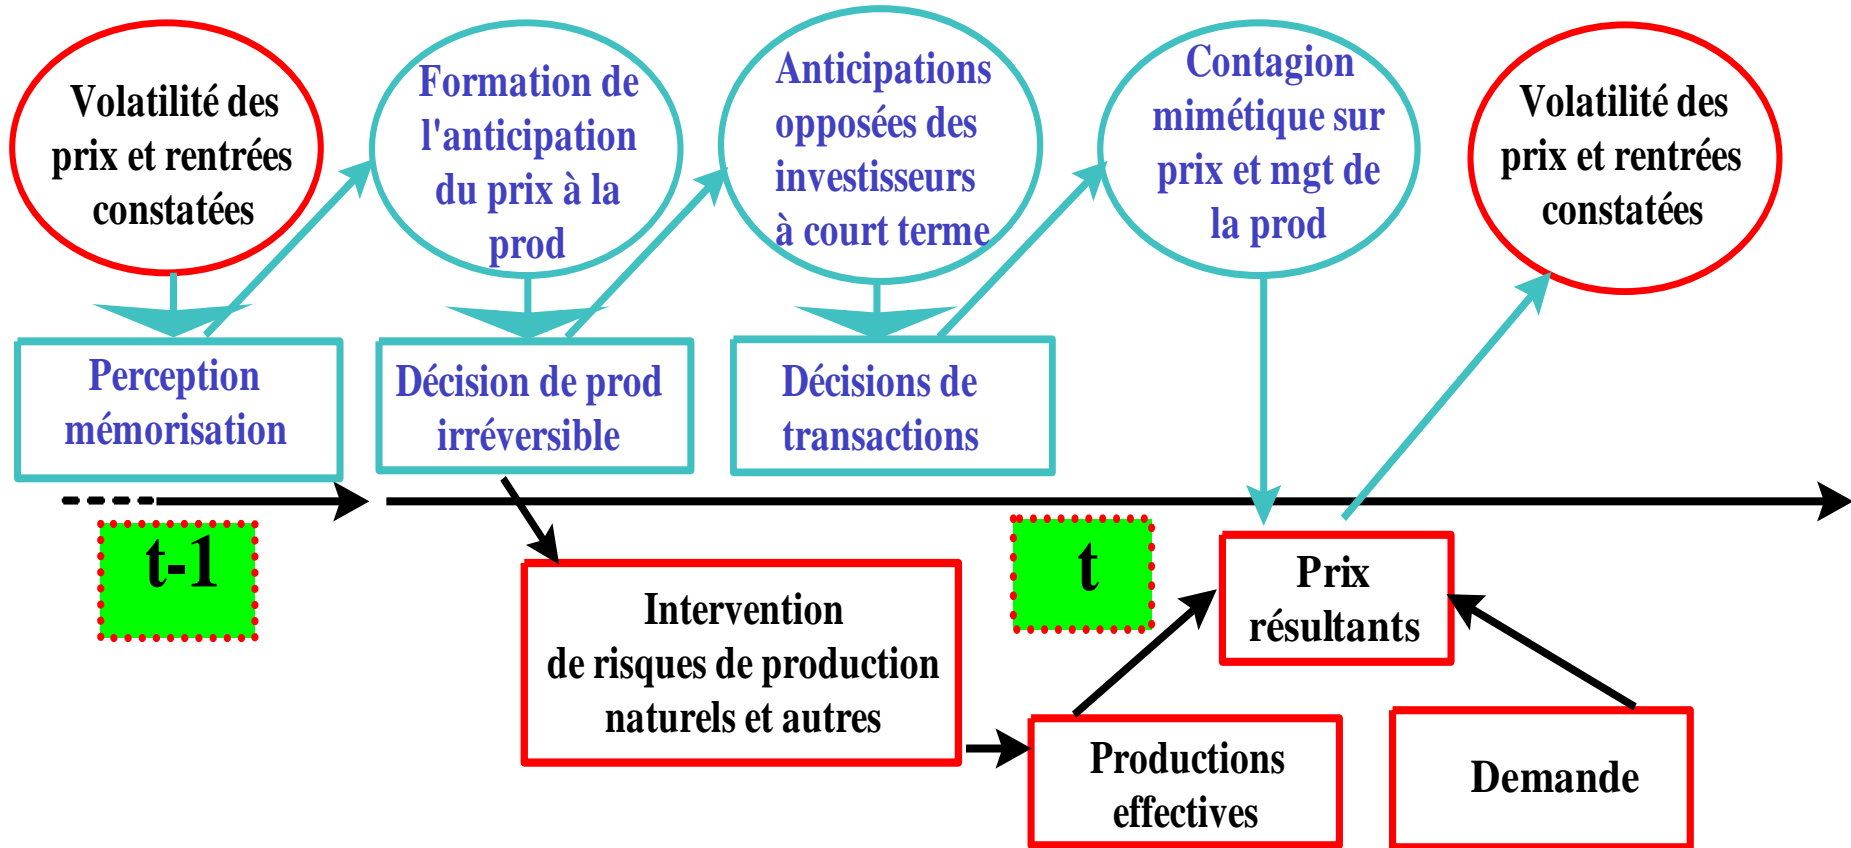 Volatilité des
prix et rentrées
constatées
Formation de
l'anticipation
du prix à la
prod
Anticipations
opposées des
investisseurs
à court terme
Contagion
mimétique sur
prix et mgt de
la prod
Volatilité des
prix et rentrées
constatées
Perception
mémorisation
Décision de prod
irréversible
Décisions de
transactions
t-1
t
Intervention
de risques de production
naturels et autres
Prix
résultants
Productions
effectives
Demande